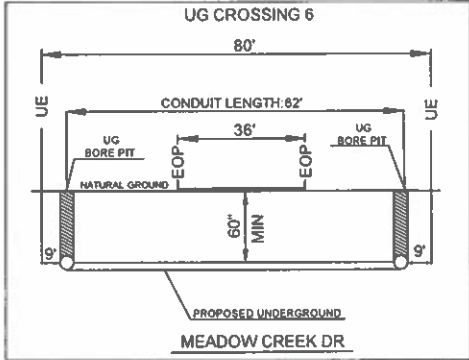 UG CROSSING 6
80'
UE
UE
CONDUIT LENGTH:62'
UG
BORE PIT
UG
BORE PIT
36'
EOP
EOP
NATURAL GROUND
60"
MIN
9'
9'
PROPOSED UNDERGROUND
MEADOW CREEK DR